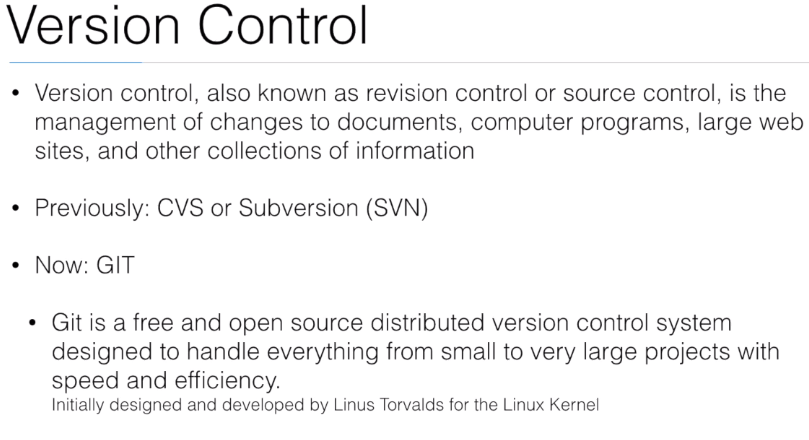 Version Control
• Version control, also known as revision control or source control, is the
management of changes to documents, computer programs, large web
sites, and other collections of information
• Previously: CVS or Subversion (SVN)
• Now: GIT
• Git is a free and open source distributed version control system
designed to handle everything from small to very large projects with
speed and efficiency.
Initially designed and developed by Linus Torvalds for the Linux Kernel